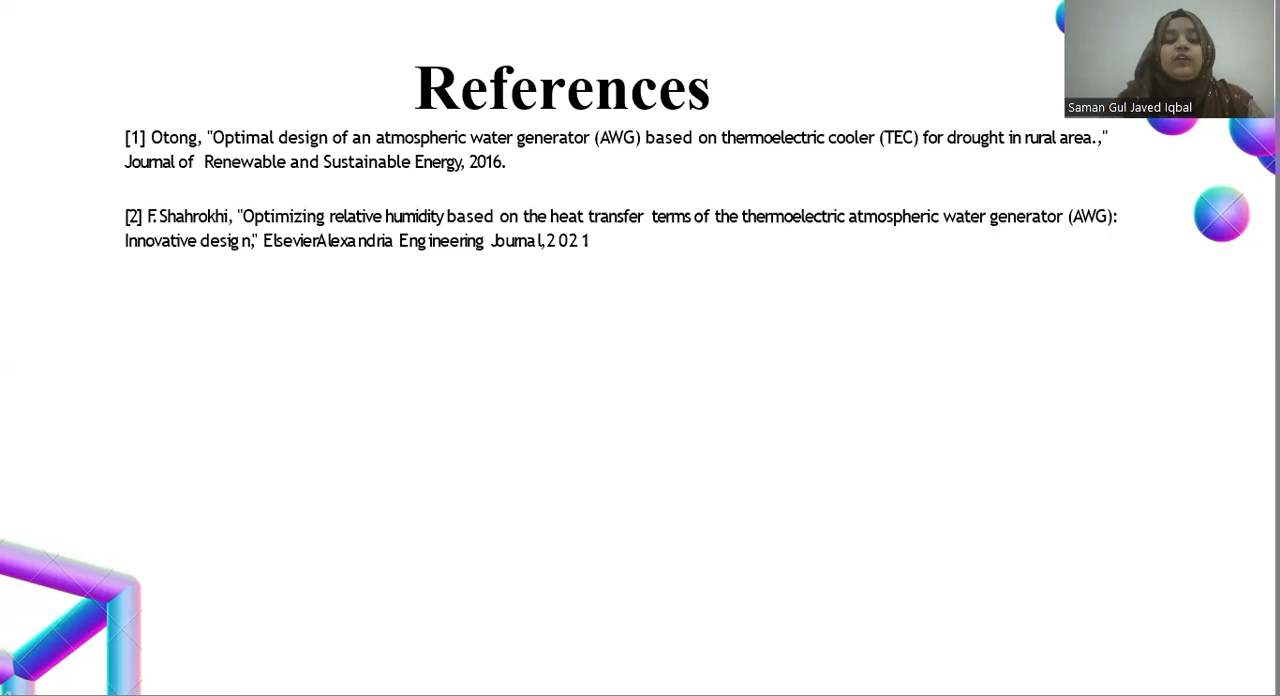 References
Saman Gul Javed Iqbal
[1] Otong, "Optimal design of an atmospheric water generator (AWG) based on thermoelectric cooler (TEC) for drought in rural area.,"
Journal of Renewable and Sustainable Energy, 2016.
[2] F. Shahrokhi, "Optimizing relative humidity based on the heat transfer terms of the thermoelectric atmospheric water generator (AWG):
Innovative design," ElsevierAlexandria Engineering Journal,2021